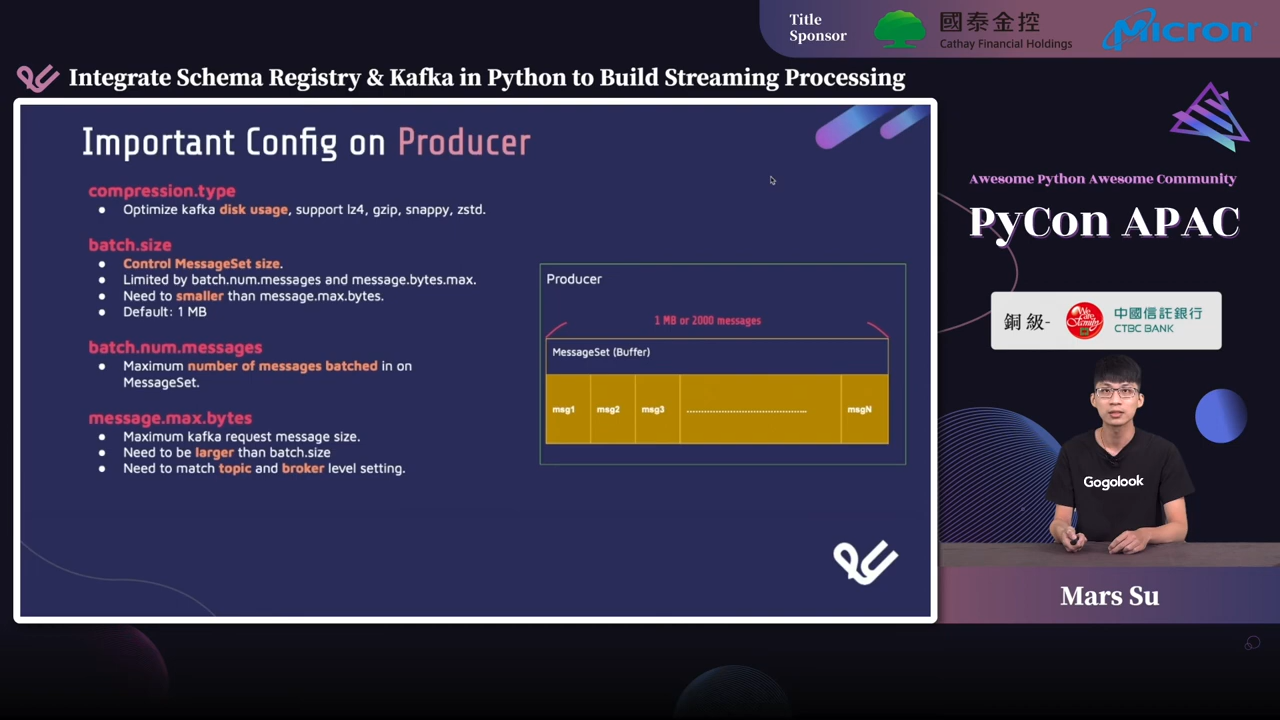 Title
Sponsor
國泰金控
Cathay Financial Holdings
Micron
Integrate Schema Registry & Kafka in Python to Build Streaming Processing
Important Config on Producer
compression.type
● Optimize kafka disk usage, support lz4, gzip, snappy, zstd.
batch.size
● Control MessageSet size.
● Limited by batch.num.messages and message.bytes.max.
● Need to smaller than message.max.bytes.
● Default: 1 MB
batch.num.messages
● Maximum number of messages batched in on
MessageSet.
message.max.bytes
● Maximum kafka request message size.
● Need to be larger than batch.size
● Need to match topic and broker level setting.
Producer
1 MB or 2000 messages
MessageSet (Buffer)
msg1 msg2 msg3 ............................................ msgN
Awesome Python Awesome Community
PyCon APAC
銅級-
We are family
中國信託銀行
CTBC BANK
Gogolook
Mars Su